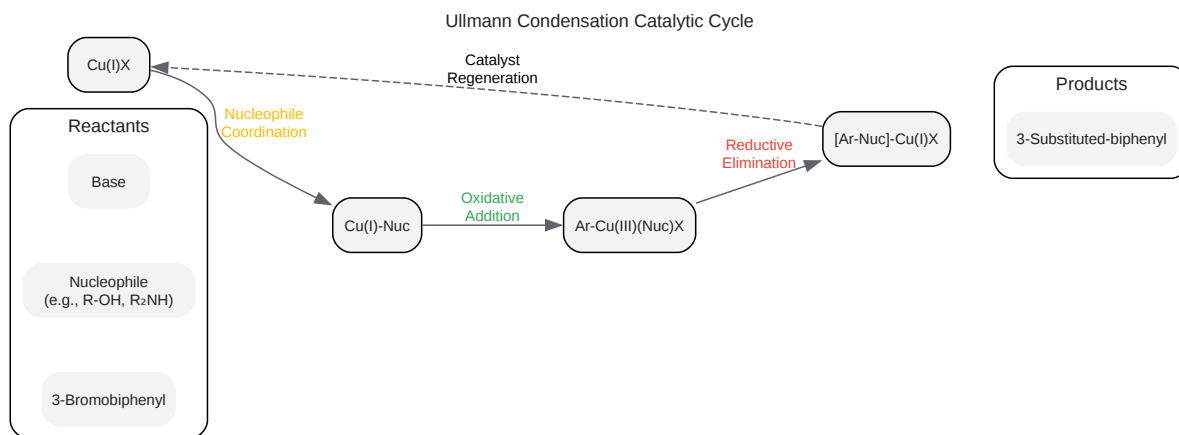 Ullmann Condensation Catalytic Cycle
Cu(I)X
Catalyst
Regeneration
Reactants
Base
Nucleophile
(e.g., R-OH, R₂NH)
3-Bromobiphenyl
Nucleophile
Coordination
Cu(I)-Nuc
Oxidative
Addition
Ar-Cu(III)(Nuc)X
Reductive
Elimination
[Ar-Nuc]-Cu(I)X
Products
3-Substituted-biphenyl